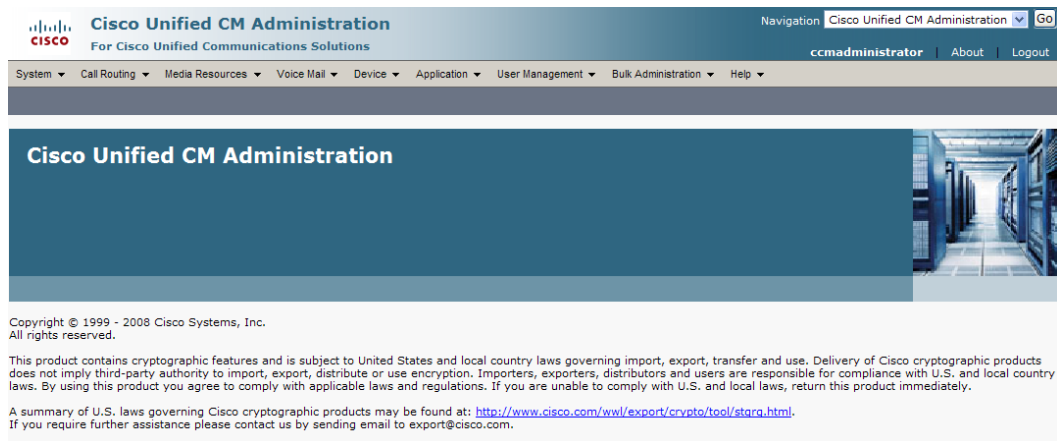 Cisco Unified CM Administration
CISCO
For Cisco Unified Communications Solutions
Navigation Cisco Unified CM Administration Go
ccmadministrator | About | Logout
System Call Routing Media Resources Voice Mail Device Application User Management Bulk Administration Help
Cisco Unified CM Administration
Copyright © 1999 - 2008 Cisco Systems, Inc.
All rights reserved.
This product contains cryptographic features and is subject to United States and local country laws governing import, export, transfer and use. Delivery of Cisco cryptographic products
does not imply third-party authority to import, export, distribute or use encryption. Importers, exporters, distributors and users are responsible for compliance with U.S. and local country
laws. By using this product you agree to comply with applicable laws and regulations. If you are unable to comply with U.S. and local laws, return this product immediately.
A summary of U.S. laws governing Cisco cryptographic products may be found at: http://www.cisco.com/wwl/export/crypto/tool/stqrg.html.
If you require further assistance please contact us by sending email to export@cisco.com.